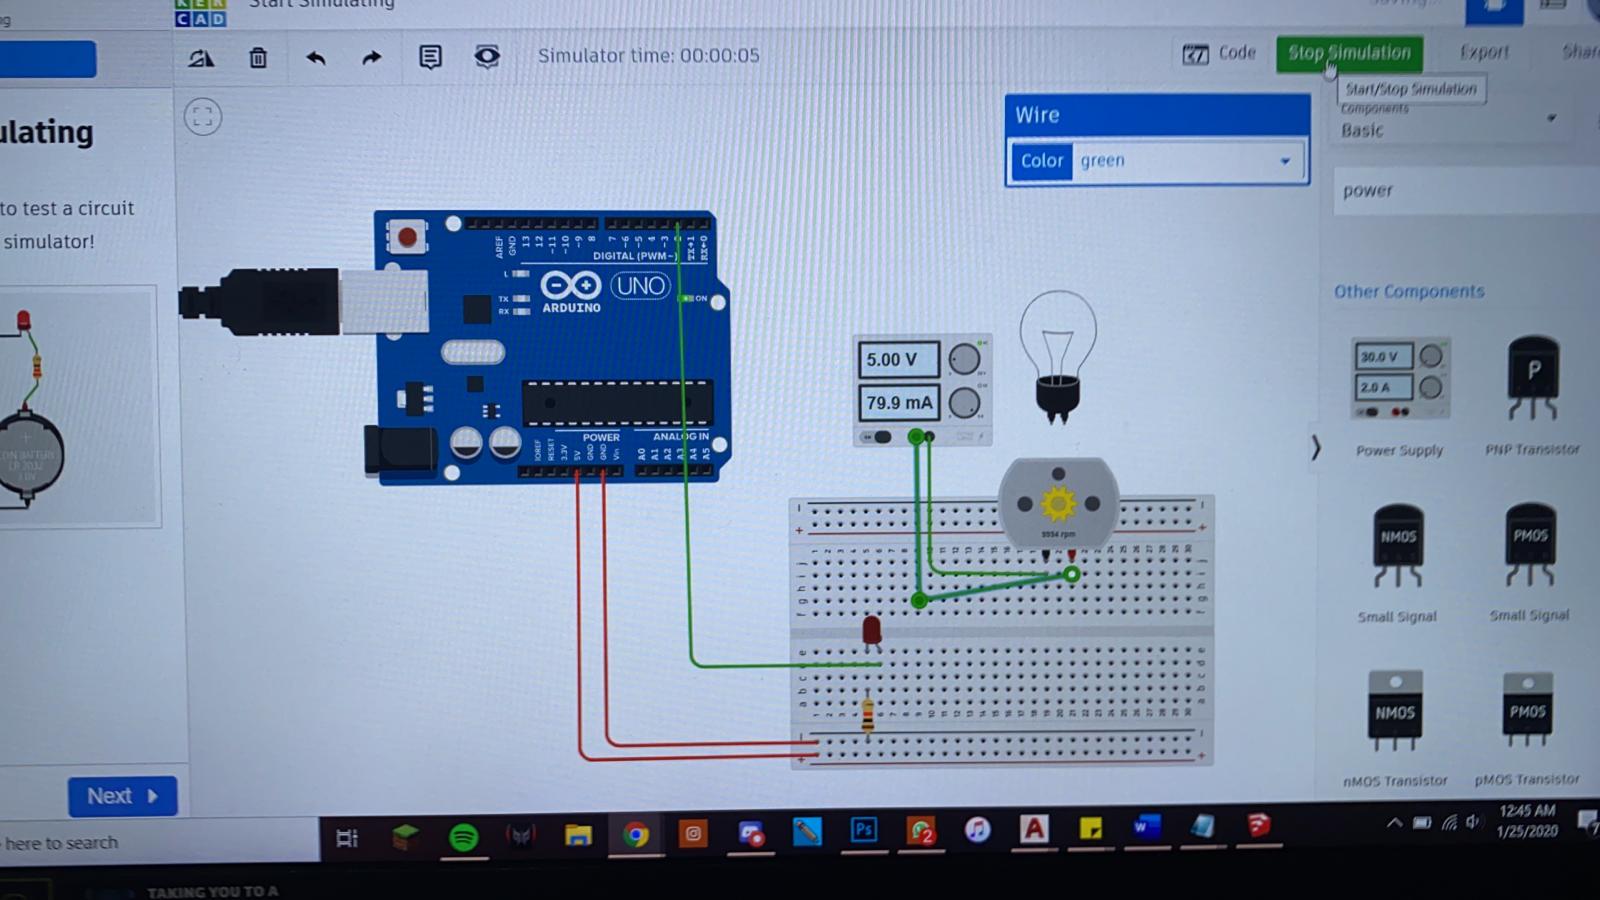 Start Simulating
CAD
Simulator time: 00:00:05
Code
Stop Simulation
Export
Start/Stop Simulation
Components
Basic
power
Wire
Color green
ulating
to test a circuit
simulator!
AREF
GND
13
12
~11
~10
~9
8
7
~6
~5
4
~3
TX→1
RX←0
DIGITAL (PWM~)
L
TX
RX
UNO
ARDUINO
ON
POWER
ANALOG IN
IOREF
RESET
3.3V
5V
GND
GND
Vin
A0
A1
A2
A3
A4
A5
5.00 V
79.9 mA
Other Components
30.0 V
2.0 A
Power Supply
P
PNP Transistor
NMOS
Small Signal
PMOS
Small Signal
NMOS
nMOS Transistor
PMOS
pMOS Transistor
Next
here to search
Ps
2
A
W
12:45 AM
1/25/2020
TAKING YOU TO A